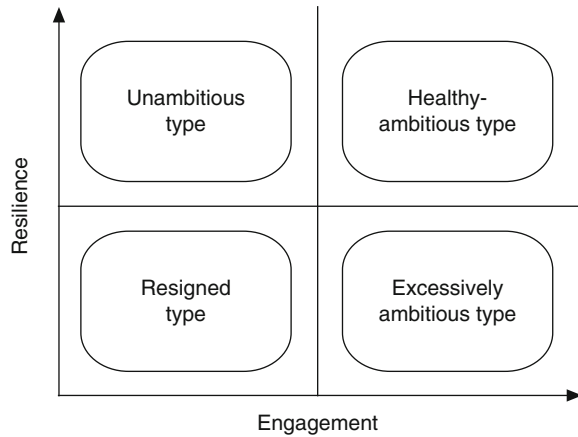 Unambitious
type
Healthy-
ambitious type
Resilience
Resigned
type
Excessively
ambitious type
Engagement